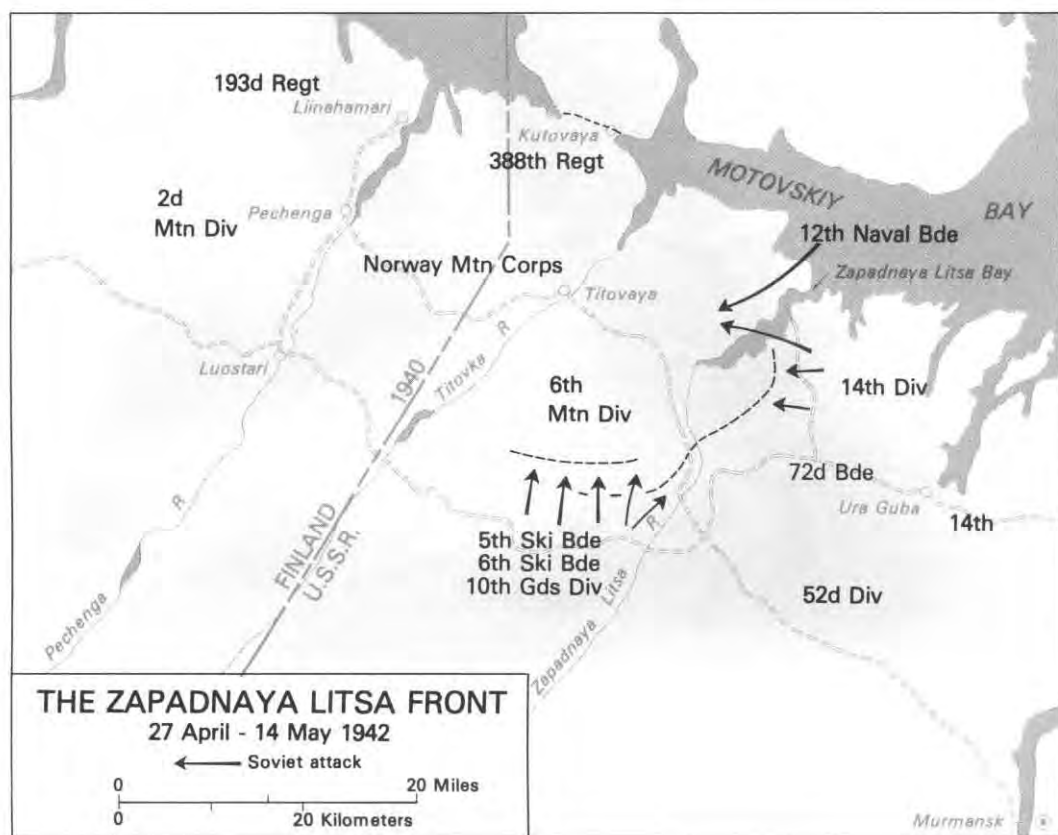 193d Regt
Liinahamari
Kutovaya
388th Regt
MOTOVSKIY
BAY
2d
Mtn Div
Pechenga
12th Naval Bde
Norway Mtn Corps
Zapadnaya Litsa Bay
Titovaya
R
Luostari
1940
Titovka
6th
Mtn Div
14th Div
72d Bde
Ura Guba
14th
R
R
FINLAND
U.S.S.R.
5th Ski Bde
6th Ski Bde
10th Gds Div
Litsa
52d Div
Pechenga
Zapadnaya
THE ZAPADNAYA LITSA FRONT
27 April - 14 May 1942
Soviet attack
0 20 Miles
0 20 Kilometers
Murmansk